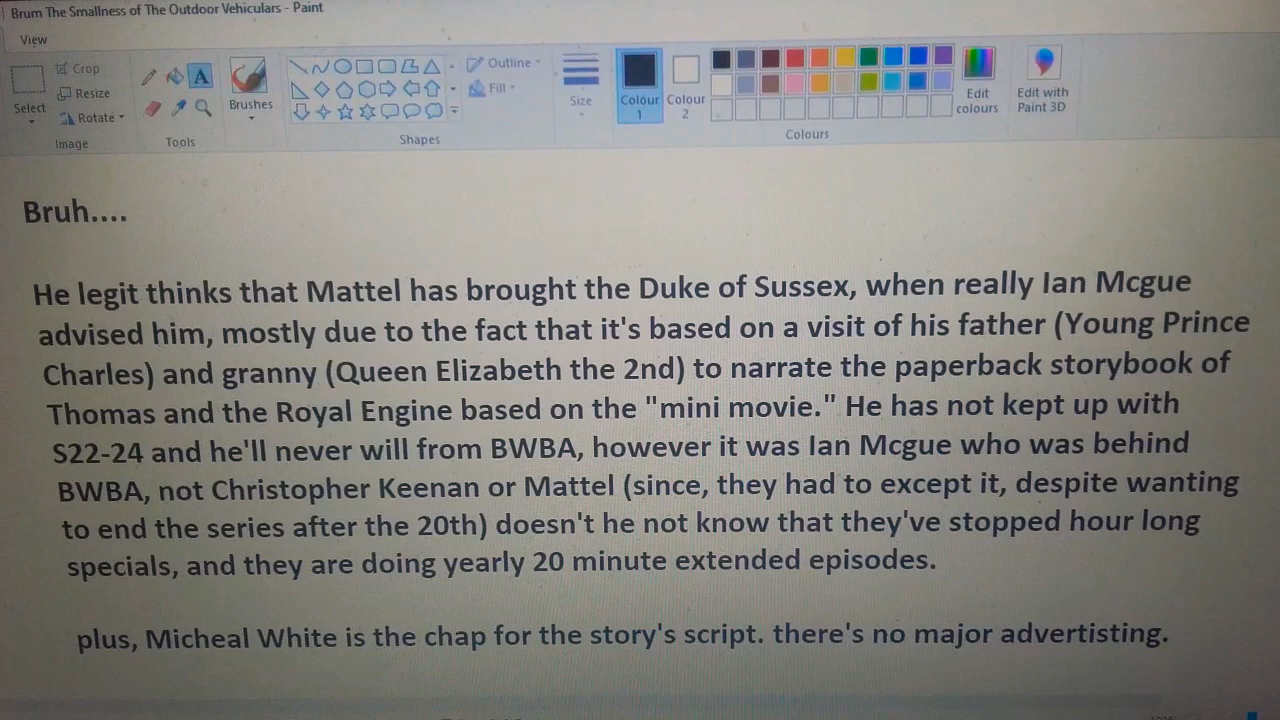 Brum The Smallness of The Outdoor Vehiculars - Paint
View
Crop
Resize
Rotate
Select
Image
Tools
Brushes
Shapes
Outline
Fill
Size
Colour 1
Colour 2
Edit colours
Edit with Paint 3D
Colours
Bruh....
He legit thinks that Mattel has brought the Duke of Sussex, when really Ian Mcgue
advised him, mostly due to the fact that it's based on a visit of his father (Young Prince
Charles) and granny (Queen Elizabeth the 2nd) to narrate the paperback storybook of
Thomas and the Royal Engine based on the "mini movie." He has not kept up with
S22-24 and he'll never will from BWBA, however it was Ian Mcgue who was behind
BWBA, not Christopher Keenan or Mattel (since, they had to except it, despite wanting
to end the series after the 20th) doesn't he not know that they've stopped hour long
specials, and they are doing yearly 20 minute extended episodes.
plus, Micheal White is the chap for the story's script. there's no major advertisting.